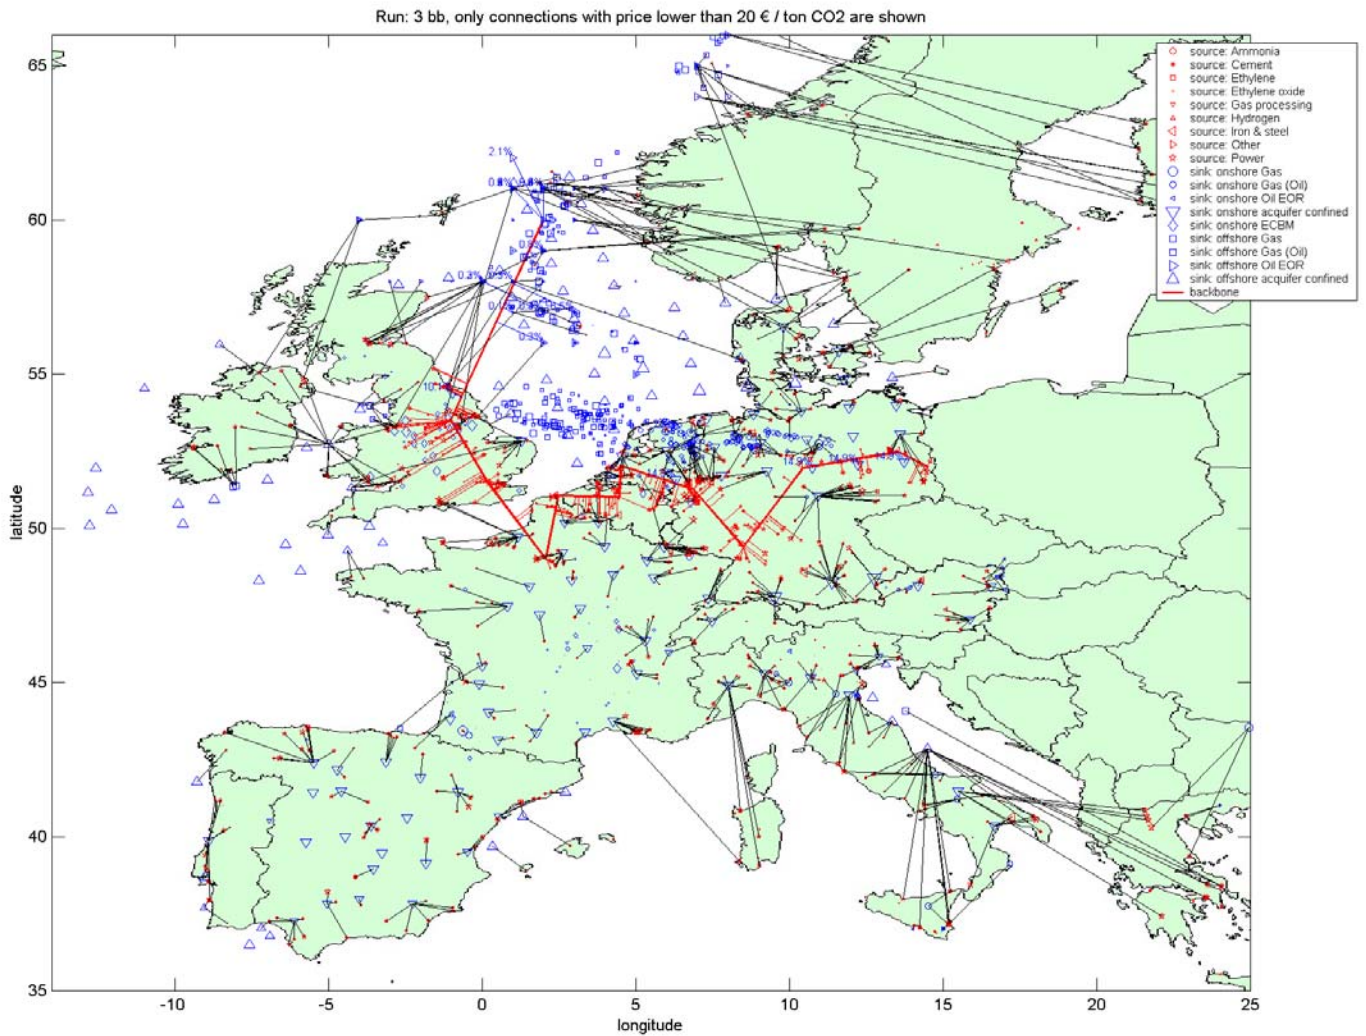 Run: 3 bb, only connections with price lower than 20 € / ton CO2 are shown
65
60
55
50
45
40
35
latitude
-10
-5
0
5
10
15
20
25
longitude
source: Ammonia
source: Cement
source: Ethylene
source: Ethylene oxide
source: Gas processing
source: Hydrogen
source: Iron & steel
source: Other
source: Power
sink: onshore Gas
sink: onshore Gas (Oil)
sink: onshore Oil EOR
sink: onshore acquifer confined
sink: onshore ECBM
sink: offshore Gas
sink: offshore Gas (Oil)
sink: offshore Oil EOR
sink: offshore acquifer confined
backbone
2.1%
0.3%
14.9%
14.9%